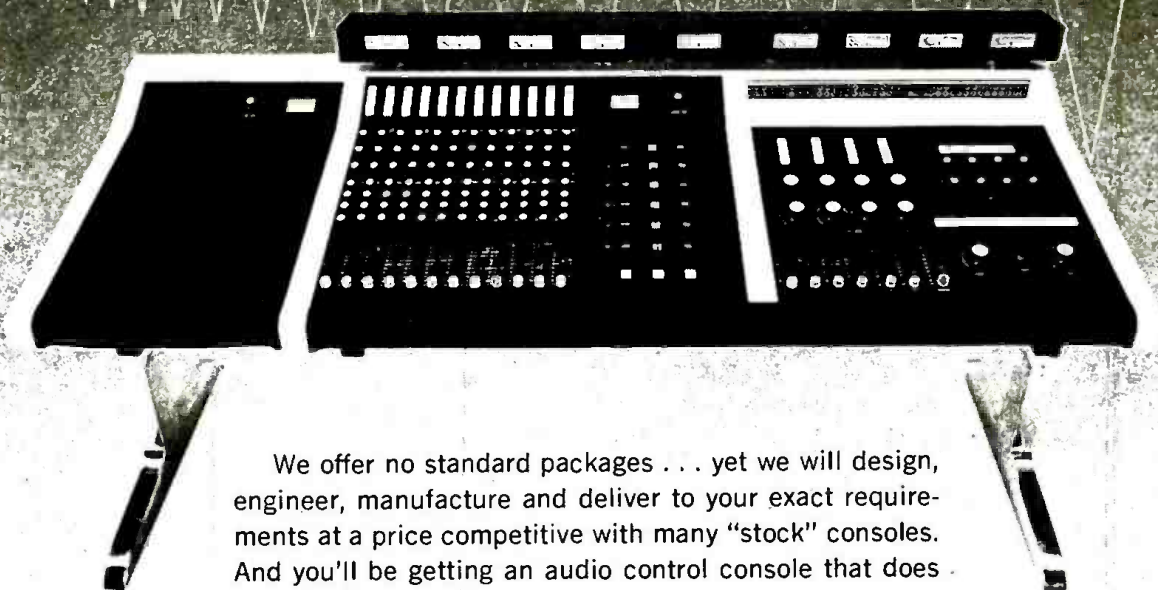 We offer no standard packages . . . yet we will design,
engineer, manufacture and deliver to your exact require-
ments at a price competitive with many "stock" consoles.
And you'll be getting an audio control console that does